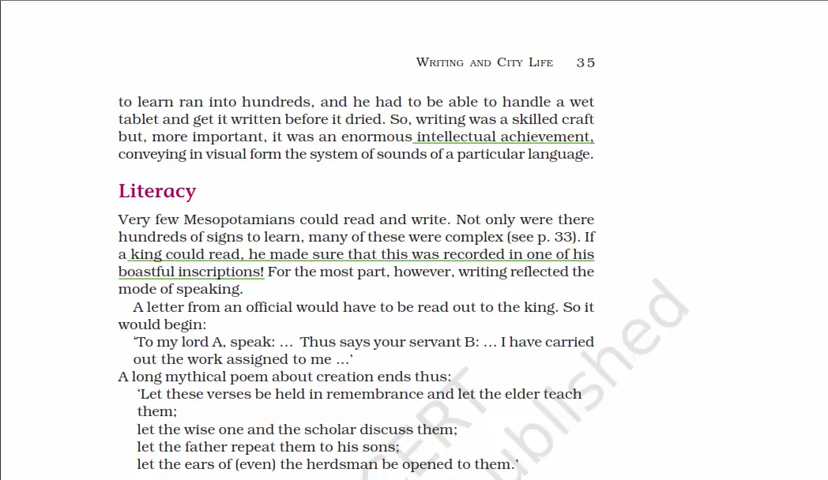 WRITING AND CITY LIFE 35
to learn ran into hundreds, and he had to be able to handle a wet
tablet and get it written before it dried. So, writing was a skilled craft
but, more important, it was an enormous intellectual achievement,
conveying in visual form the system of sounds of a particular language.
Literacy
Very few Mesopotamians could read and write. Not only were there
hundreds of signs to learn, many of these were complex (see p. 33). If
a king could read, he made sure that this was recorded in one of his
boastful inscriptions! For the most part, however, writing reflected the
mode of speaking.
A letter from an official would have to be read out to the king. So it
would begin:
‘To my lord A, speak: … Thus says your servant B: … I have carried
out the work assigned to me …’
A long mythical poem about creation ends thus:
‘Let these verses be held in remembrance and let the elder teach
them;
let the wise one and the scholar discuss them;
let the father repeat them to his sons;
let the ears of (even) the herdsman be opened to them.’